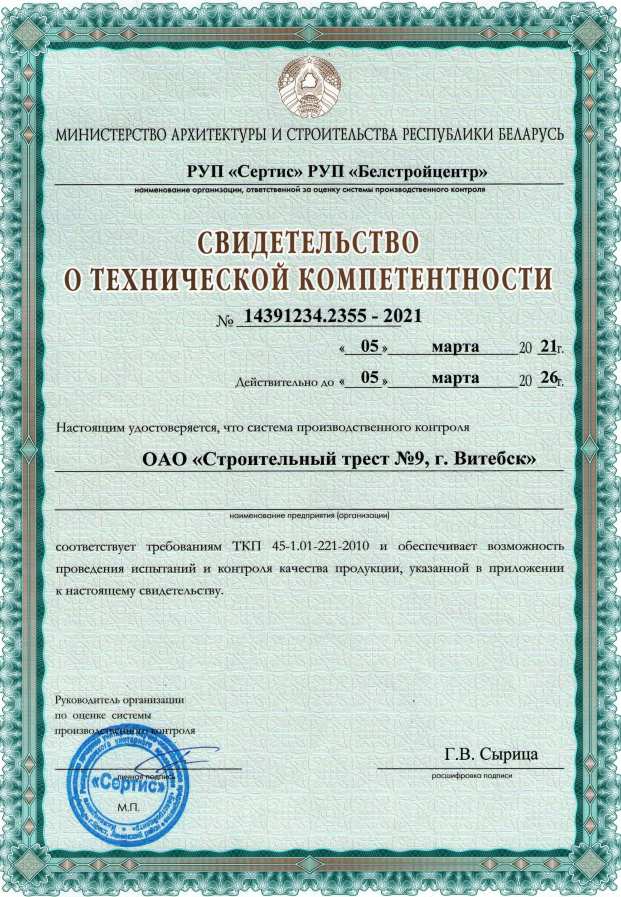 МИНИСТЕРСТВО АРХИТЕКТУРЫ И СТРОИТЕЛЬСТВА РЕСПУБЛИКИ БЕЛАРУСЬ
РУП «Сертис» РУП «Белстройцентр»
наименование организации, ответственной за оценку системы производственного контроля
СВИДЕТЕЛЬСТВО
О ТЕХНИЧЕСКОЙ КОМПЕТЕНТНОСТИ
№ 14391234.2355 - 2021
« 05 » марта 20 21 г.
Действительно до « 05 » марта 20 26 г.
Настоящим удостоверяется, что система производственного контроля
ОАО «Строительный трест №9, г. Витебск»
наименование предприятия (организации)
соответствует требованиям ТКП 45-1.01-221-2010 и обеспечивает возможность
проведения испытаний и контроля качества продукции, указанной в приложении
к настоящему свидетельству.
Руководитель организации
по оценке системы
производственного контроля
Г.В. Сырица
личная подпись
расшифровка подписи
«Сертис»
М.П.